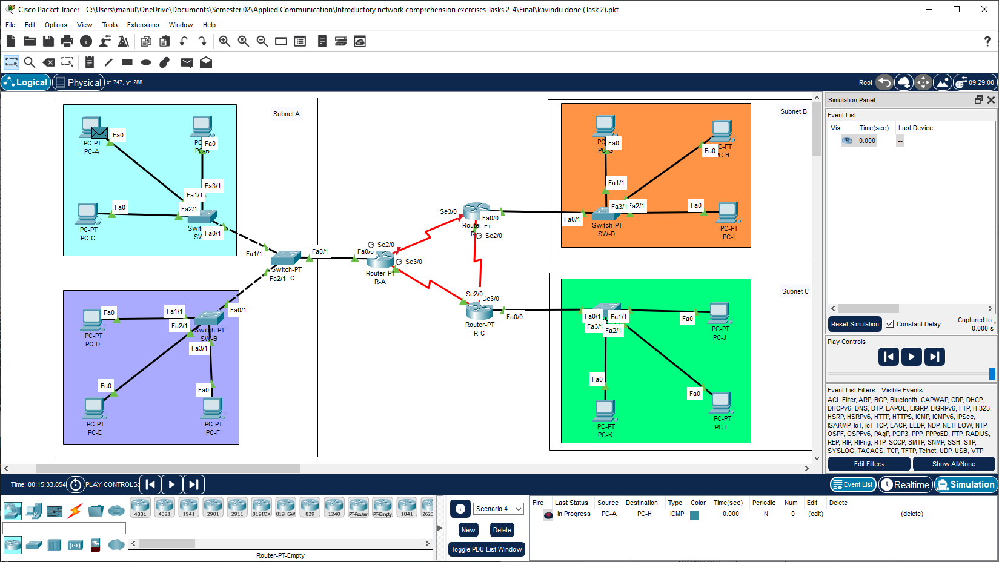 Cisco Packet Tracer - C:\Users\manul\OneDrive\Documents\Semester 02\Applied Communication\Introductory network comprehension exercises Tasks 2-4\Final\kavindu done (Task 2).pkt
File Edit Options View Tools Extensions Window Help
?
Logical Physical x: 747, y: 288 Root 09:29:00
Subnet A
Fa0
PC-PT
PC-A
Fa0
Fa3/1
Fa1/1
Fa0
Fa2/1
PC-PT
PC-C
Fa0/1
Fa1/1
Switch-PT
Fa2/1 -C
Fa0/1
Fa0
PC-PT
PC-D
Fa1/1
Fa2/1
Fa0/1
Switch-PT
SW-B
Fa3/1
Fa0
PC-PT
PC-E
Fa0
PC-PT
PC-F
Se2/0
Se3/0
Router-PT
R-A
Se3/0
Fa0/0
Router-PT
Se2/0
Se2/0
Se3/0
Fa0/0
Router-PT
R-C
Subnet B
Fa0
PC-G
Fa0
PC-H
Fa1/1
Fa3/1
Fa2/1
Fa0/1
Switch-PT
SW-D
Fa0
PC-PT
PC-I
Subnet C
Fa0/1
Fa1/1
Fa3/1
Fa2/1
Fa0
PC-PT
PC-J
Fa0
PC-PT
PC-K
Fa0
PC-PT
PC-L
Simulation Panel
Event List
Vis. Time(sec) Last Device
0.000 --
Reset Simulation Constant Delay Captured to:
0.000 s
Play Controls
Event List Filters - Visible Events
ACL Filter, ARP, BGP, Bluetooth, CAPWAP, CDP, DHCP,
DHCPv6, DNS, DTP, EAPOL, EIGRP, EIGRPv6, FTP, H.323,
HSRP, HSRPv6, HTTP, HTTPS, ICMP, ICMPv6, IPSec,
ISAKMP, IoT, IoT TCP, LACP, LLDP, NDP, NETFLOW, NTP,
OSPF, OSPFv6, PAgP, POP3, PPP, PPPoED, PTP, RADIUS,
REP, RIP, RIPng, RTP, SCCP, SMTP, SNMP, SSH, STP,
SYSLOG, TACACS, TCP, TFTP, Telnet, UDP, USB, VTP
Edit Filters Show All/None
Time: 00:15:33.854 PLAY CONTROLS: Event List Realtime Simulation
4331 4321 1941 2901 2911 819IOX 819HGW 829 1240 PT-Router PT-Empty 1841 2620
Router-PT-Empty
Scenario 4
New Delete
Toggle PDU List Window
Fire Last Status Source Destination Type Color Time(sec) Periodic Num Edit Delete
In Progress PC-A PC-H ICMP 0.000 N 0 (edit) (delete)